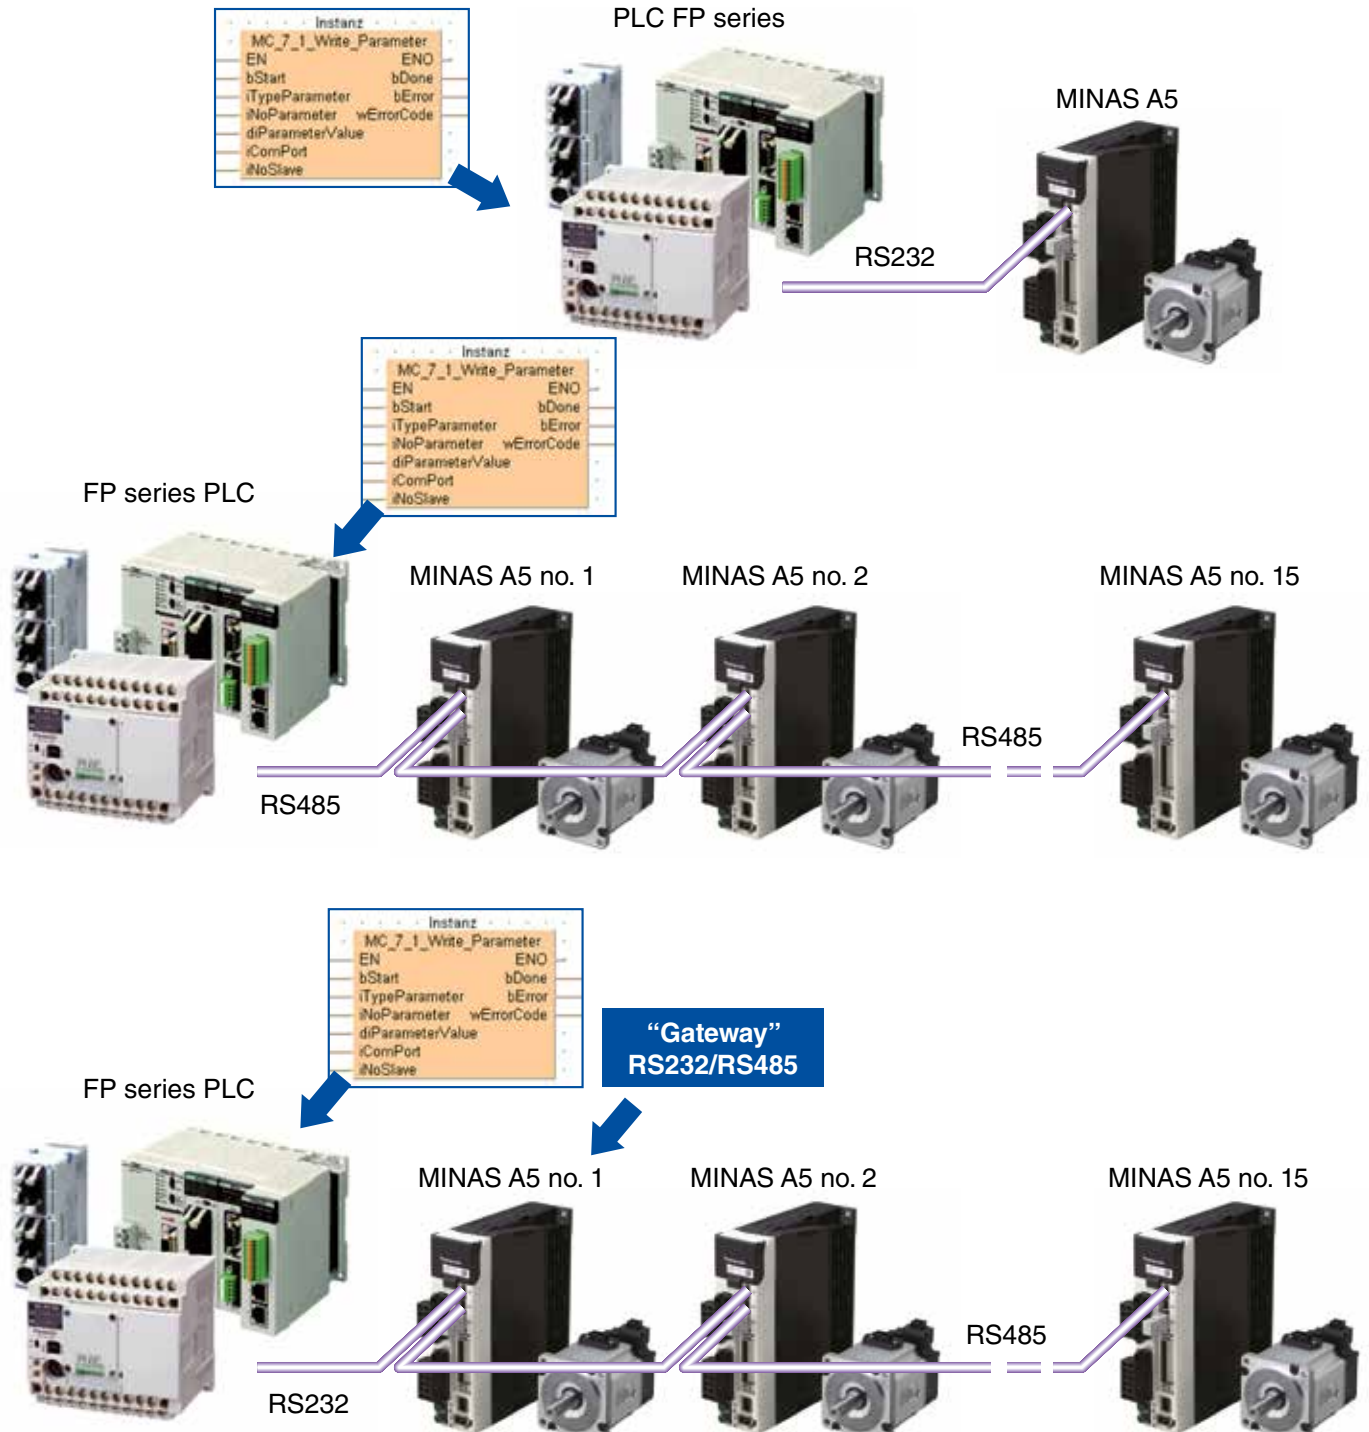 Instanz
MC_7_1_Write_Parameter
EN ENO
bStart bDone
iTypeParameter bError
iNoParameter wErrorCode
diParameterValue
iComPort
iNoSlave
PLC FP series
MINAS A5
RS232
Instanz
MC_7_1_Write_Parameter
EN ENO
bStart bDone
iTypeParameter bError
iNoParameter wErrorCode
diParameterValue
iComPort
iNoSlave
FP series PLC
MINAS A5 no. 1
MINAS A5 no. 2
MINAS A5 no. 15
RS485
RS485
Instanz
MC_7_1_Write_Parameter
EN ENO
bStart bDone
iTypeParameter bError
iNoParameter wErrorCode
diParameterValue
iComPort
iNoSlave
“Gateway”
RS232/RS485
FP series PLC
MINAS A5 no. 1
MINAS A5 no. 2
MINAS A5 no. 15
RS485
RS232